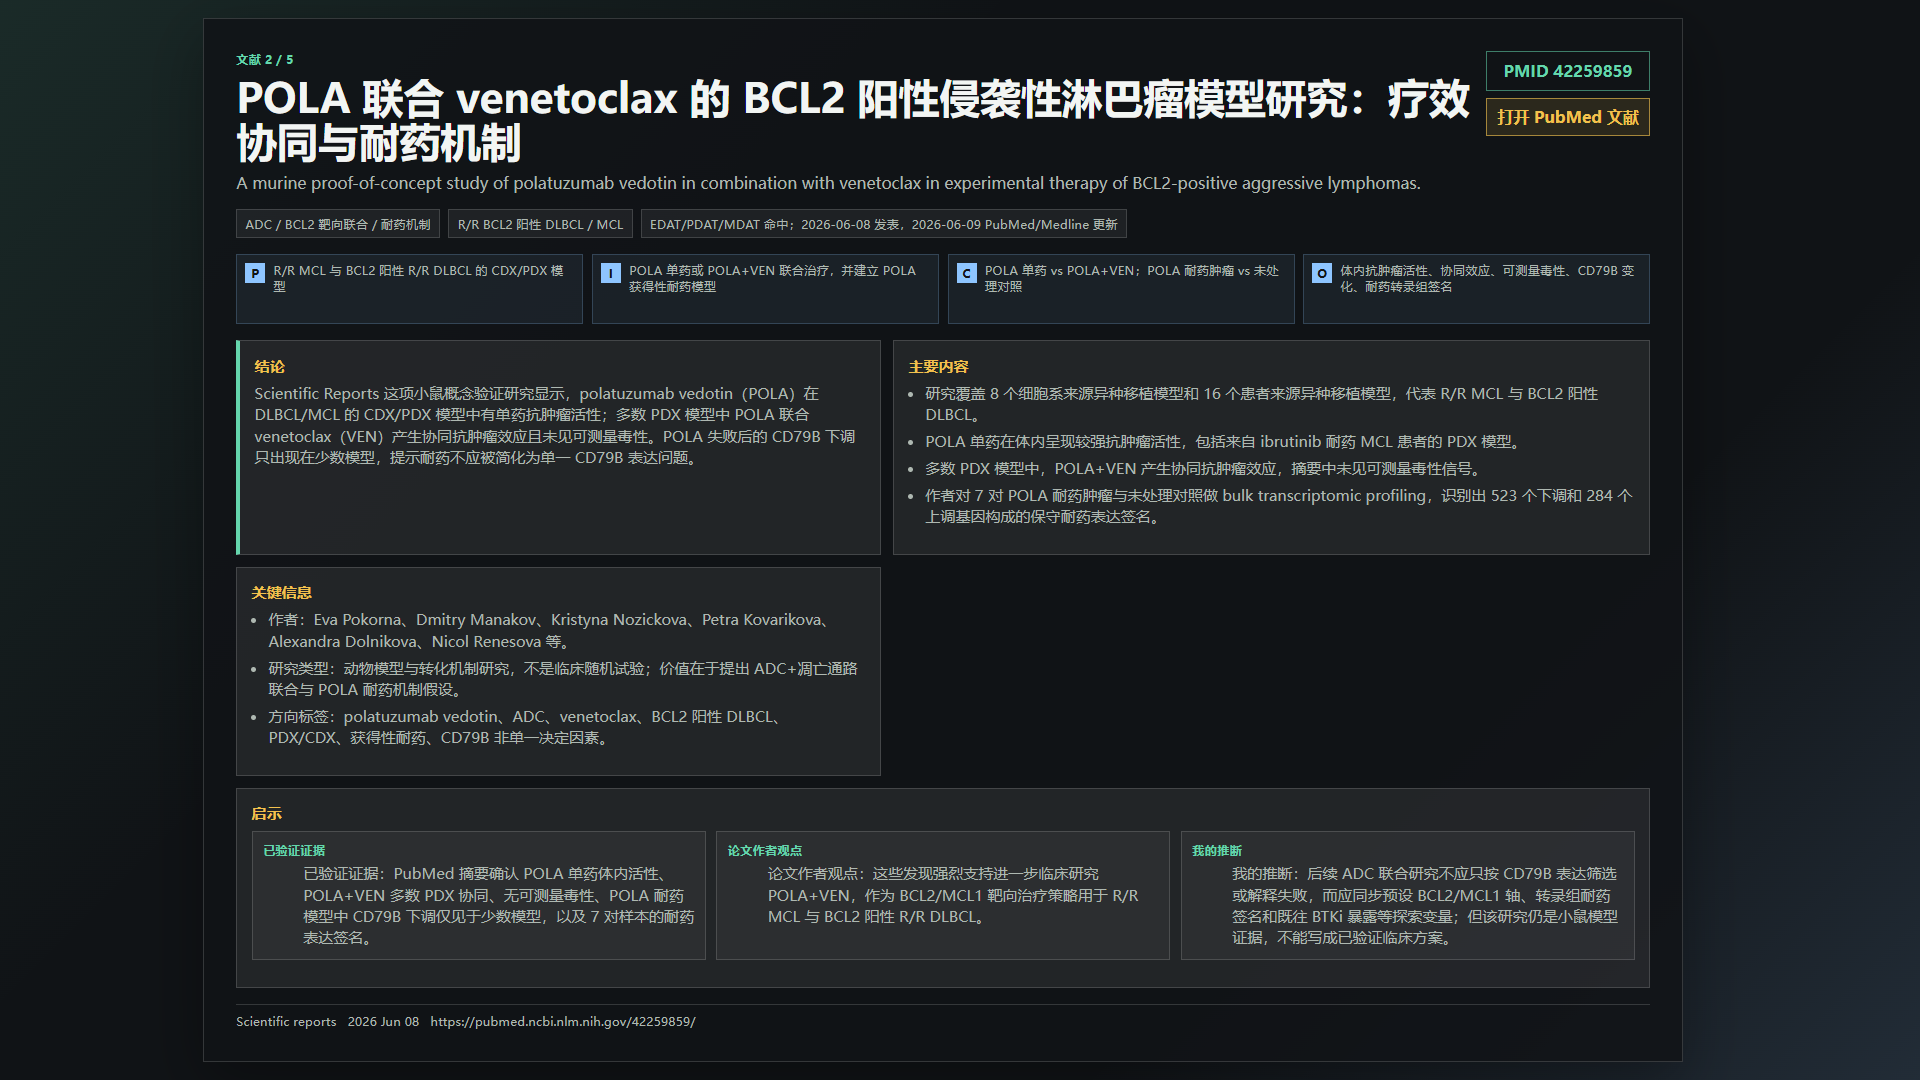 文献 2 / 5
POLA 联合 venetoclax 的 BCL2 阳性侵袭性淋巴瘤模型研究：疗效
协同与耐药机制
PMID 42259859
打开 PubMed 文献
A murine proof-of-concept study of polatuzumab vedotin in combination with venetoclax in experimental therapy of BCL2-positive aggressive lymphomas.
ADC / BCL2 靶向联合 / 耐药机制
R/R BCL2 阳性 DLBCL / MCL
EDAT/PDAT/MDAT 命中；2026-06-08 发表，2026-06-09 PubMed/Medline 更新
P
R/R MCL 与 BCL2 阳性 R/R DLBCL 的 CDX/PDX 模
型
I
POLA 单药或 POLA+VEN 联合治疗，并建立 POLA
获得性耐药模型
C
POLA 单药 vs POLA+VEN；POLA 耐药肿瘤 vs 未处
理对照
O
体内抗肿瘤活性、协同效应、可测量毒性、CD79B 变
化、耐药转录组签名
结论
Scientific Reports 这项小鼠概念验证研究显示，polatuzumab vedotin（POLA）在
DLBCL/MCL 的 CDX/PDX 模型中有单药抗肿瘤活性；多数 PDX 模型中 POLA 联合
venetoclax（VEN）产生协同抗肿瘤效应且未见可测量毒性。POLA 失败后的 CD79B 下调
只出现在少数模型，提示耐药不应被简化为单一 CD79B 表达问题。
主要内容
• 研究覆盖 8 个细胞系来源异种移植模型和 16 个患者来源异种移植模型，代表 R/R MCL 与 BCL2 阳性
DLBCL。
• POLA 单药在体内呈现较强抗肿瘤活性，包括来自 ibrutinib 耐药 MCL 患者的 PDX 模型。
• 多数 PDX 模型中，POLA+VEN 产生协同抗肿瘤效应，摘要中未见可测量毒性信号。
• 作者对 7 对 POLA 耐药肿瘤与未处理对照做 bulk transcriptomic profiling，识别出 523 个下调和 284 个
上调基因构成的保守耐药表达签名。
关键信息
• 作者：Eva Pokorna、Dmitry Manakov、Kristyna Nozickova、Petra Kovarikova、
Alexandra Dolnikova、Nicol Renesova 等。
• 研究类型：动物模型与转化机制研究，不是临床随机试验；价值在于提出 ADC+凋亡通路
联合与 POLA 耐药机制假设。
• 方向标签：polatuzumab vedotin、ADC、venetoclax、BCL2 阳性 DLBCL、
PDX/CDX、获得性耐药、CD79B 非单一决定因素。
启示
已验证证据
已验证证据：PubMed 摘要确认 POLA 单药体内活性、
POLA+VEN 多数 PDX 协同、无可测量毒性、POLA 耐药
模型中 CD79B 下调仅见于少数模型，以及 7 对样本的耐药
表达签名。
论文作者观点
论文作者观点：这些发现强烈支持进一步临床研究
POLA+VEN，作为 BCL2/MCL1 靶向治疗策略用于 R/R
MCL 与 BCL2 阳性 R/R DLBCL。
我的推断
我的推断：后续 ADC 联合研究不应只按 CD79B 表达筛选
或解释失败，而应同步预设 BCL2/MCL1 轴、转录组耐药
签名和既往 BTKi 暴露等探索变量；但该研究仍是小鼠模型
证据，不能写成已验证临床方案。
Scientific reports 2026 Jun 08 https://pubmed.ncbi.nlm.nih.gov/42259859/